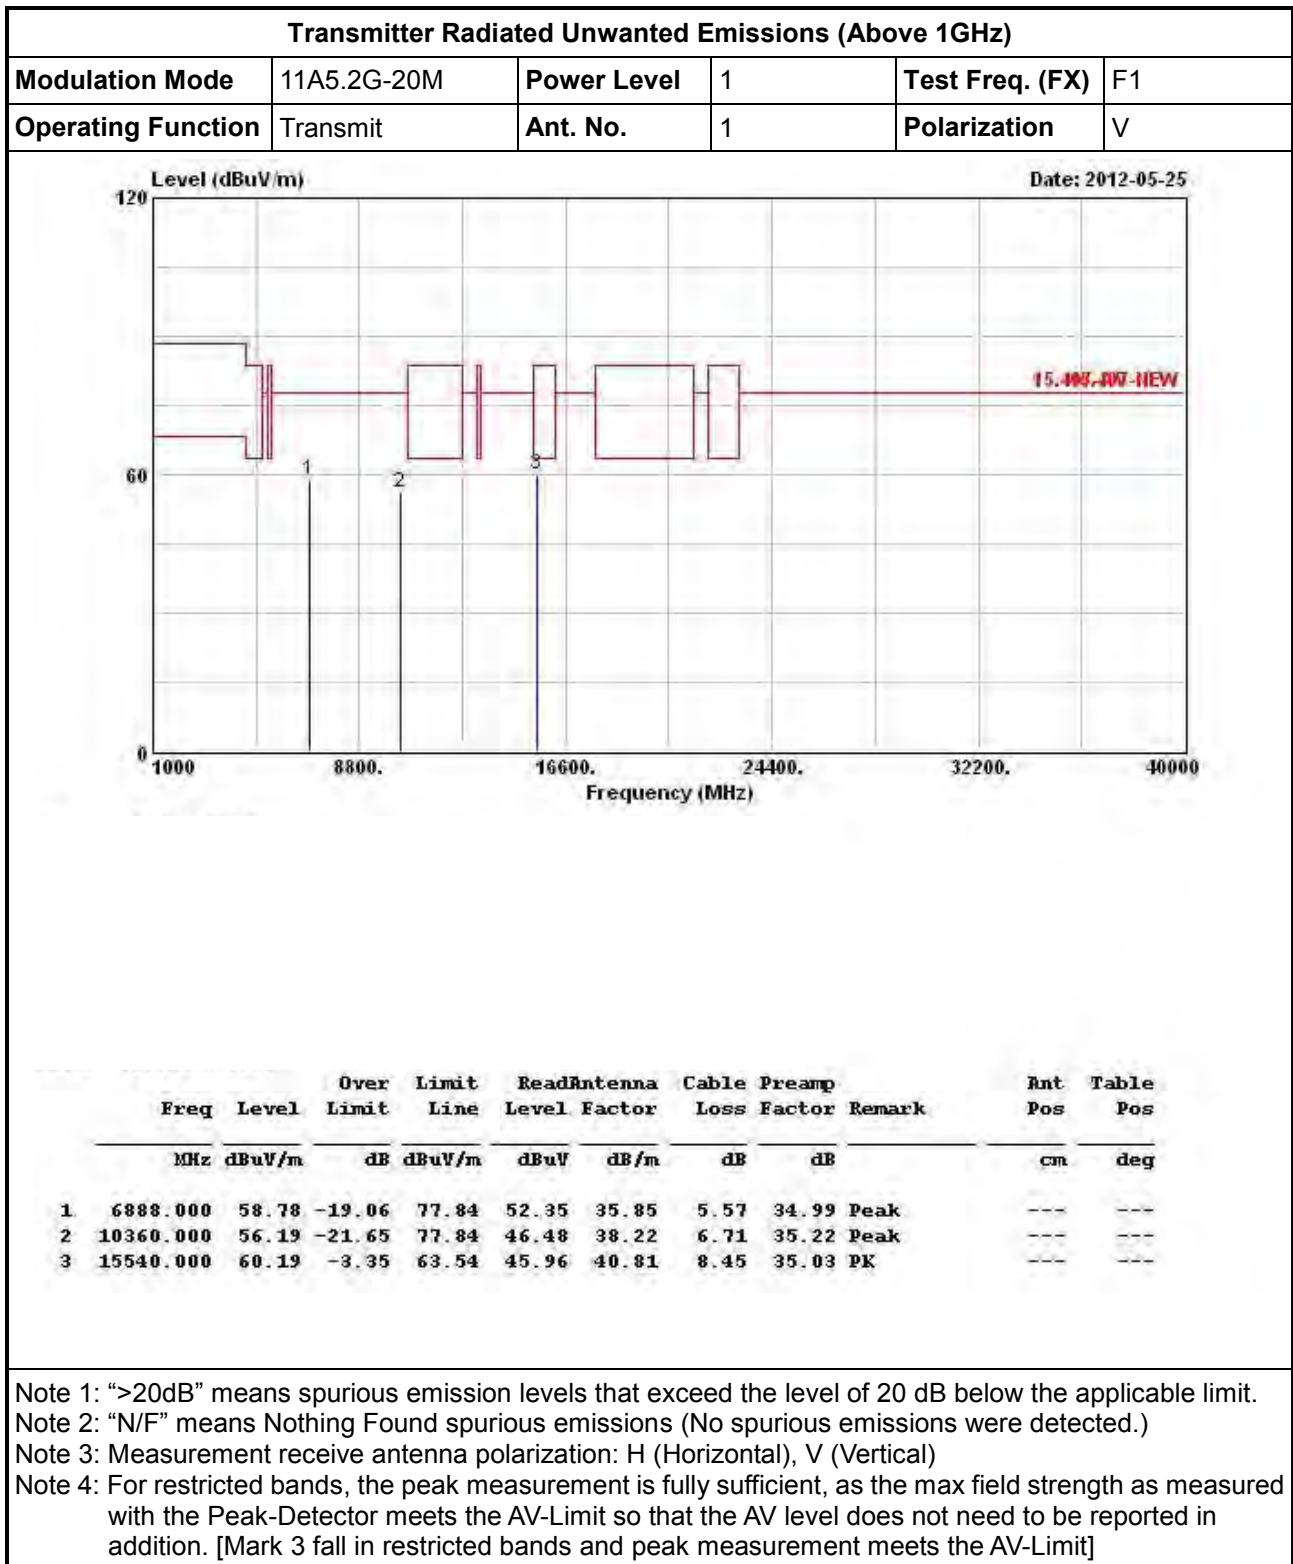 Transmitter Radiated Unwanted Emissions (Above 1GHz)
Modulation Mode 11A5.2G-20M Power Level 1 Test Freq. (FX) F1
Operating Function Transmit Ant. No. 1 Polarization V
Level (dBuV/m) Date: 2012-05-25
120
1
2
3
60
0
1000 8800. 16600. 24400. 32200. 40000
Frequency (MHz)
Over Limit ReadAntenna Cable Preamp Ant Table
Freq Level Limit Line Level Factor Loss Factor Remark Pos Pos
MHz dBuV/m dB dBuV/m dBuV dB/m dB dB cm deg
1 6888.000 58.78 -19.06 77.84 52.35 35.85 5.57 34.99 Peak --- ---
2 10360.000 56.19 -21.65 77.84 46.48 38.22 6.71 35.22 Peak --- ---
3 15540.000 60.19 -3.35 63.54 45.96 40.81 8.45 35.03 PK --- ---
Note 1: “>20dB” means spurious emission levels that exceed the level of 20 dB below the applicable limit.
Note 2: “N/F” means Nothing Found spurious emissions (No spurious emissions were detected.)
Note 3: Measurement receive antenna polarization: H (Horizontal), V (Vertical)
Note 4: For restricted bands, the peak measurement is fully sufficient, as the max field strength as measured
with the Peak-Detector meets the AV-Limit so that the AV level does not need to be reported in
addition. [Mark 3 fall in restricted bands and peak measurement meets the AV-Limit]